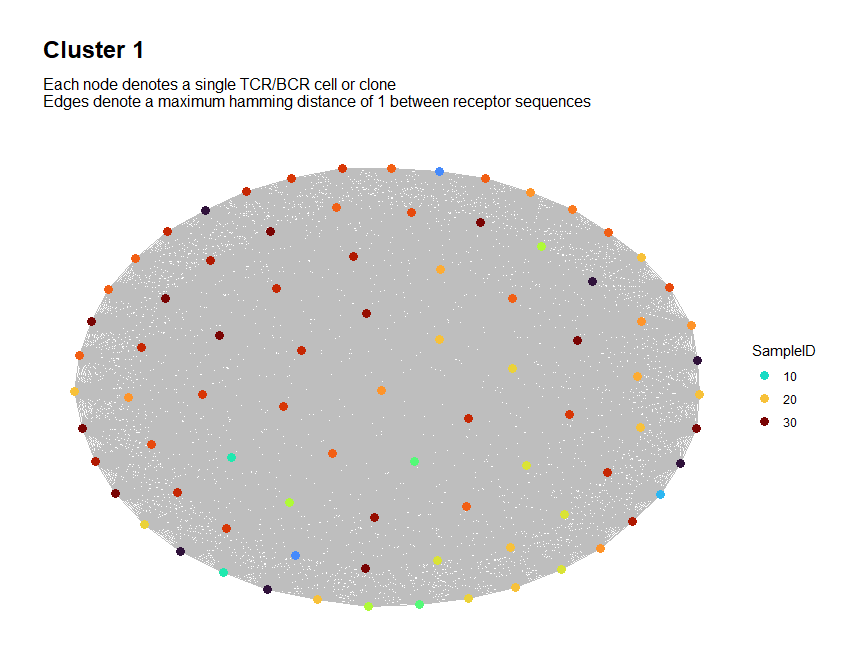 Cluster 1
Each node denotes a single TCR/BCR cell or clone
Edges denote a maximum hamming distance of 1 between receptor sequences
SampleID
10
20
30